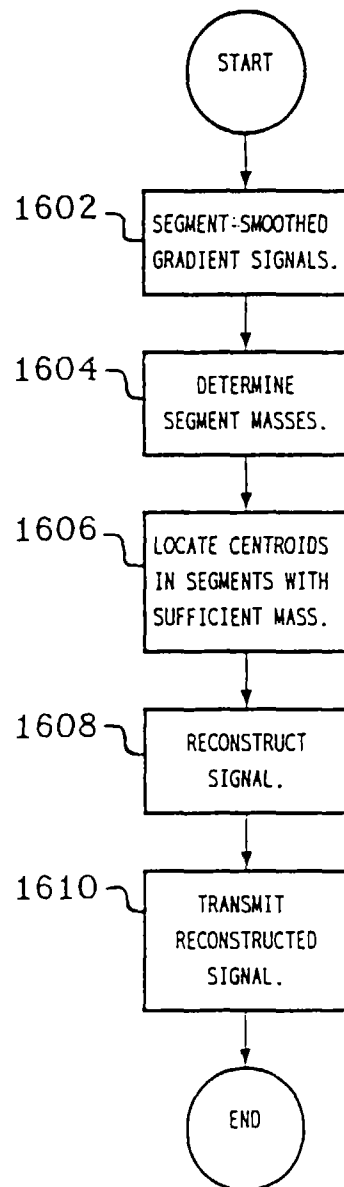 START
1602
SEGMENT-SMOOTHED
GRADIENT SIGNALS.
1604
DETERMINE
SEGMENT MASSES.
1606
LOCATE CENTROIDS
IN SEGMENTS WITH
SUFFICIENT MASS.
1608
RECONSTRUCT
SIGNAL.
1610
TRANSMIT
RECONSTRUCTED
SIGNAL.
END